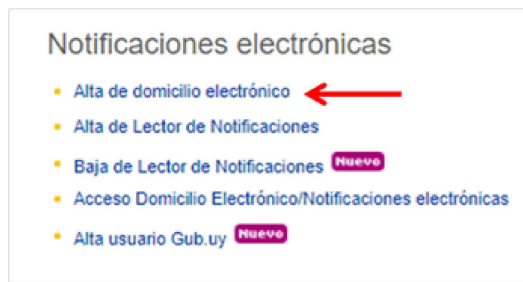 Notificaciones electrónicas
Alta de domicilio electrónico
Alta de Lector de Notificaciones
Baja de Lector de Notificaciones Nuevo
Acceso Domicilio Electrónico/Notificaciones electrónicas
Alta usuario Gub.uy Nuevo